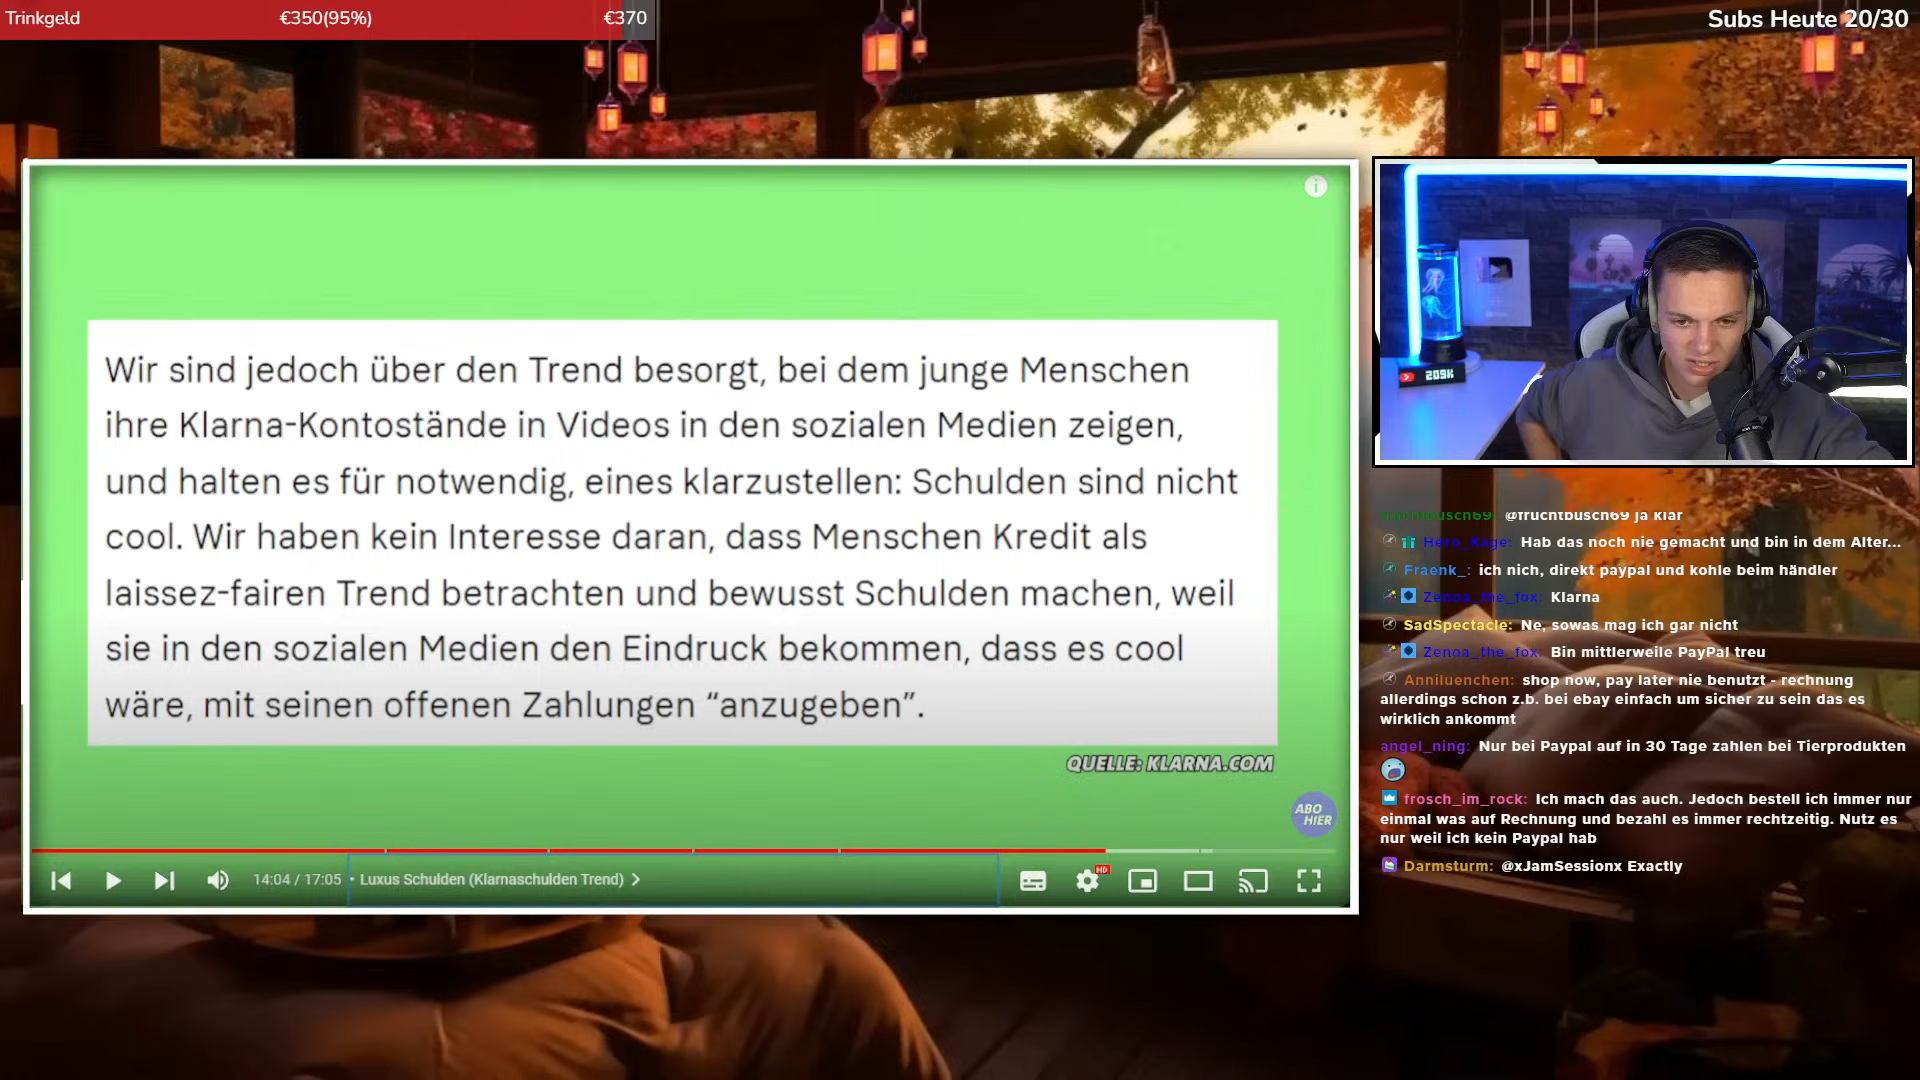 Trinkgeld €350(95%) €370
Subs Heute 20/30
Wir sind jedoch über den Trend besorgt, bei dem junge Menschen
ihre Klarna-Kontostände in Videos in den sozialen Medien zeigen,
und halten es für notwendig, eines klarzustellen: Schulden sind nicht
cool. Wir haben kein Interesse daran, dass Menschen Kredit als
laissez-fairen Trend betrachten und bewusst Schulden machen, weil
sie in den sozialen Medien den Eindruck bekommen, dass es cool
wäre, mit seinen offenen Zahlungen “anzugeben”.
QUELLE: KLARNA.COM
ABO
HIER
14:04 / 17:05 • Luxus Schulden (Klarnaschulden Trend)
HD
209K
@fruchtbusch69 ja klar
Hero_Kage: Hab das noch nie gemacht und bin in dem Alter...
Fraenk_: ich nich, direkt paypal und kohle beim händler
Zenoa_the_fox: Klarna
SadSpectacle: Ne, sowas mag ich gar nicht
Zenoa_the_fox: Bin mittlerweile PayPal treu
Anniluenchen: shop now, pay later nie benutzt - rechnung
allerdings schon z.b. bei ebay einfach um sicher zu sein das es
wirklich ankommt
angel_ning: Nur bei Paypal auf in 30 Tage zahlen bei Tierprodukten
frosch_im_rock: Ich mach das auch. Jedoch bestell ich immer nur
einmal was auf Rechnung und bezahl es immer rechtzeitig. Nutz es
nur weil ich kein Paypal hab
Darmsturm: @xJamSessionx Exactly